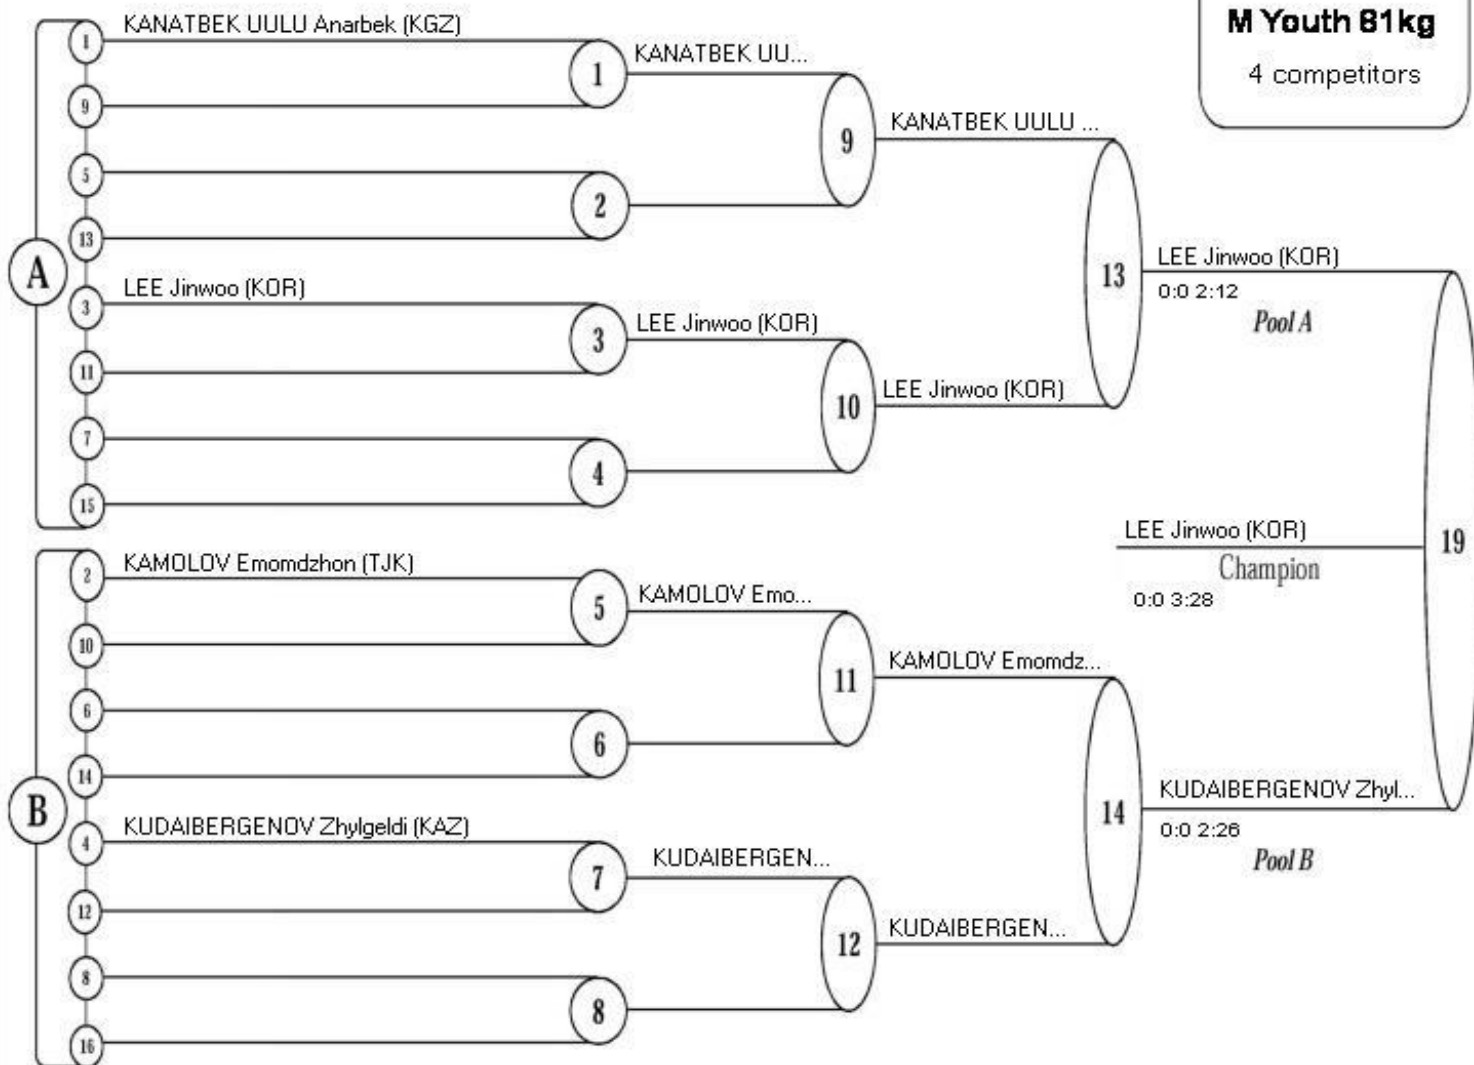 M Youth 81kg
4 competitors
A
1
KANATBEK UULU Anarbek (KGZ)
9
5
13
3
LEE Jinwoo (KOR)
11
7
15
1
2
3
4
KANATBEK UU...
LEE Jinwoo (KOR)
9
10
KANATBEK UULU ...
LEE Jinwoo (KOR)
13
LEE Jinwoo (KOR)
0:0 2:12
Pool A
B
2
KAMOLOV Emomdzhon (TJK)
10
6
14
4
KUDAIBERGENOV Zhylgeldi (KAZ)
12
8
16
5
6
7
8
KAMOLOV Emo...
KUDAIBERGEN...
11
12
KAMOLOV Emomdz...
KUDAIBERGEN...
14
KUDAIBERGENOV Zhyl...
0:0 2:26
Pool B
19
LEE Jinwoo (KOR)
Champion
0:0 3:28